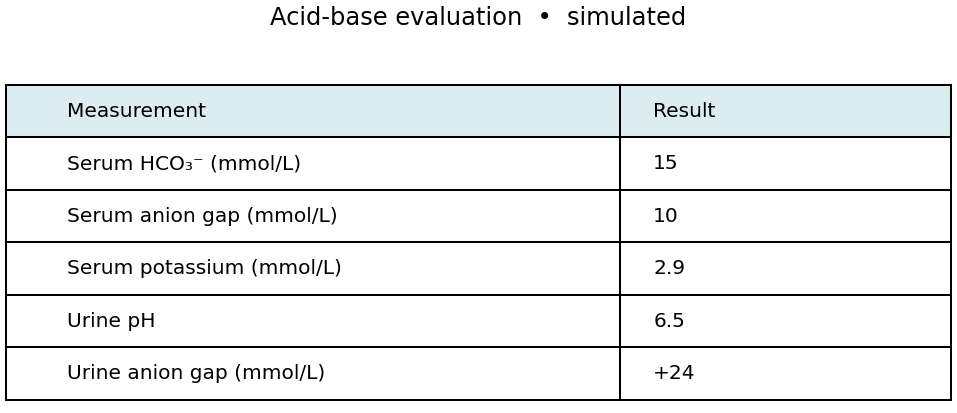 Acid-base evaluation • simulated
Measurement Result
Serum HCO₃⁻ (mmol/L) 15
Serum anion gap (mmol/L) 10
Serum potassium (mmol/L) 2.9
Urine pH 6.5
Urine anion gap (mmol/L) +24